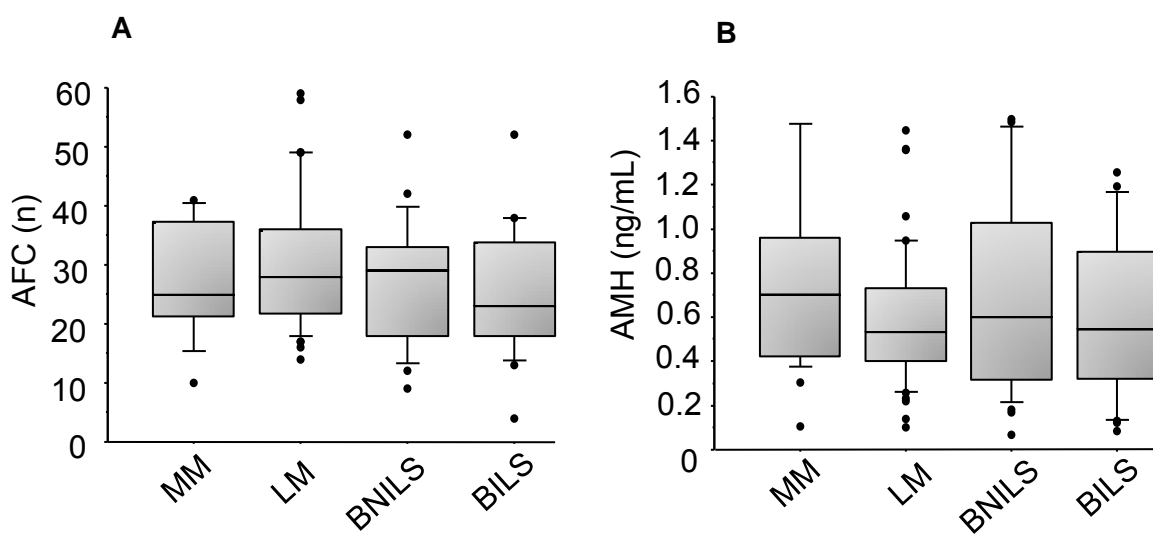 A
AFC (n)
60
50
40
30
20
10
0
MM
LM
BNILS
BILS
B
AMH (ng/mL)
1.6
1.4
1.2
1.0
0.8
0.6
0.4
0.2
0
MM
LM
BNILS
BILS